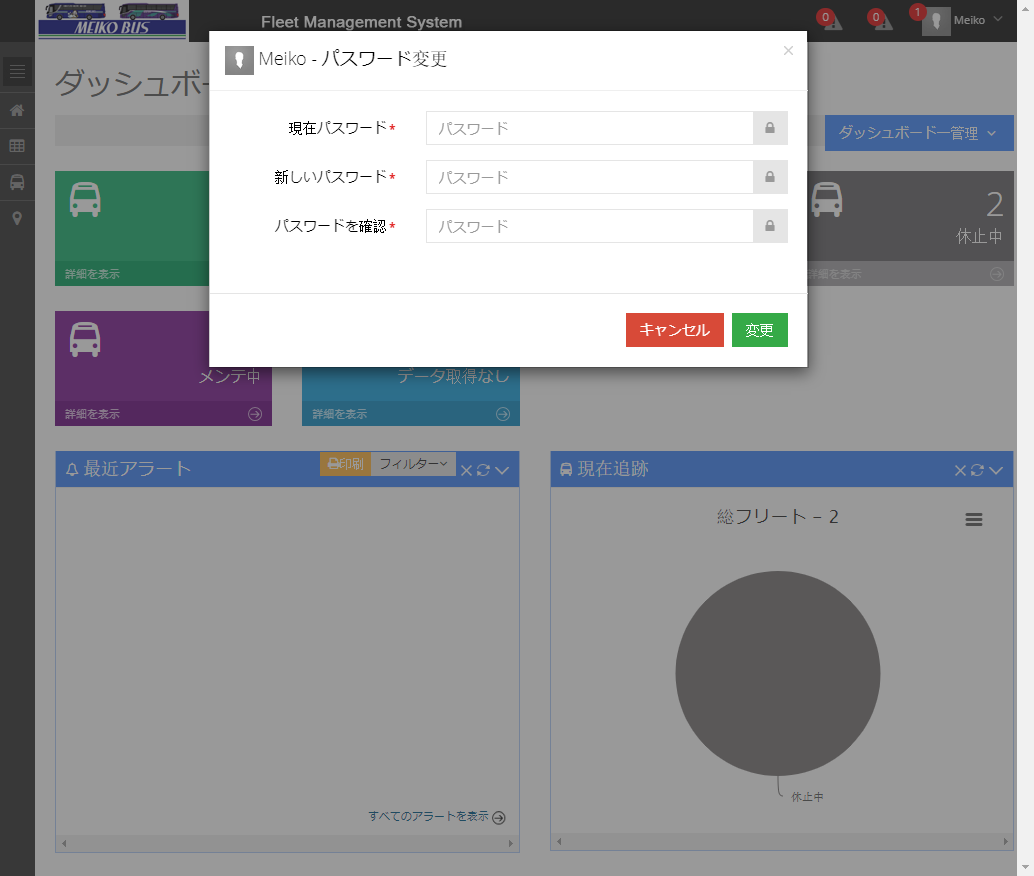 MEIKO BUS
Fleet Management System
0
0
1
Meiko
Meiko - パスワード変更
×
ダッシュボー
現在パスワード*
パスワード
新しいパスワード*
パスワード
パスワードを確認*
パスワード
キャンセル
変更
ダッシュボードー管理
詳細を表示
2
休止中
詳細を表示
メンテ中
詳細を表示
データ取得なし
詳細を表示
最近アラート
印刷
フィルター
すべてのアラートを表示
現在追跡
総フリート – 2
休止中